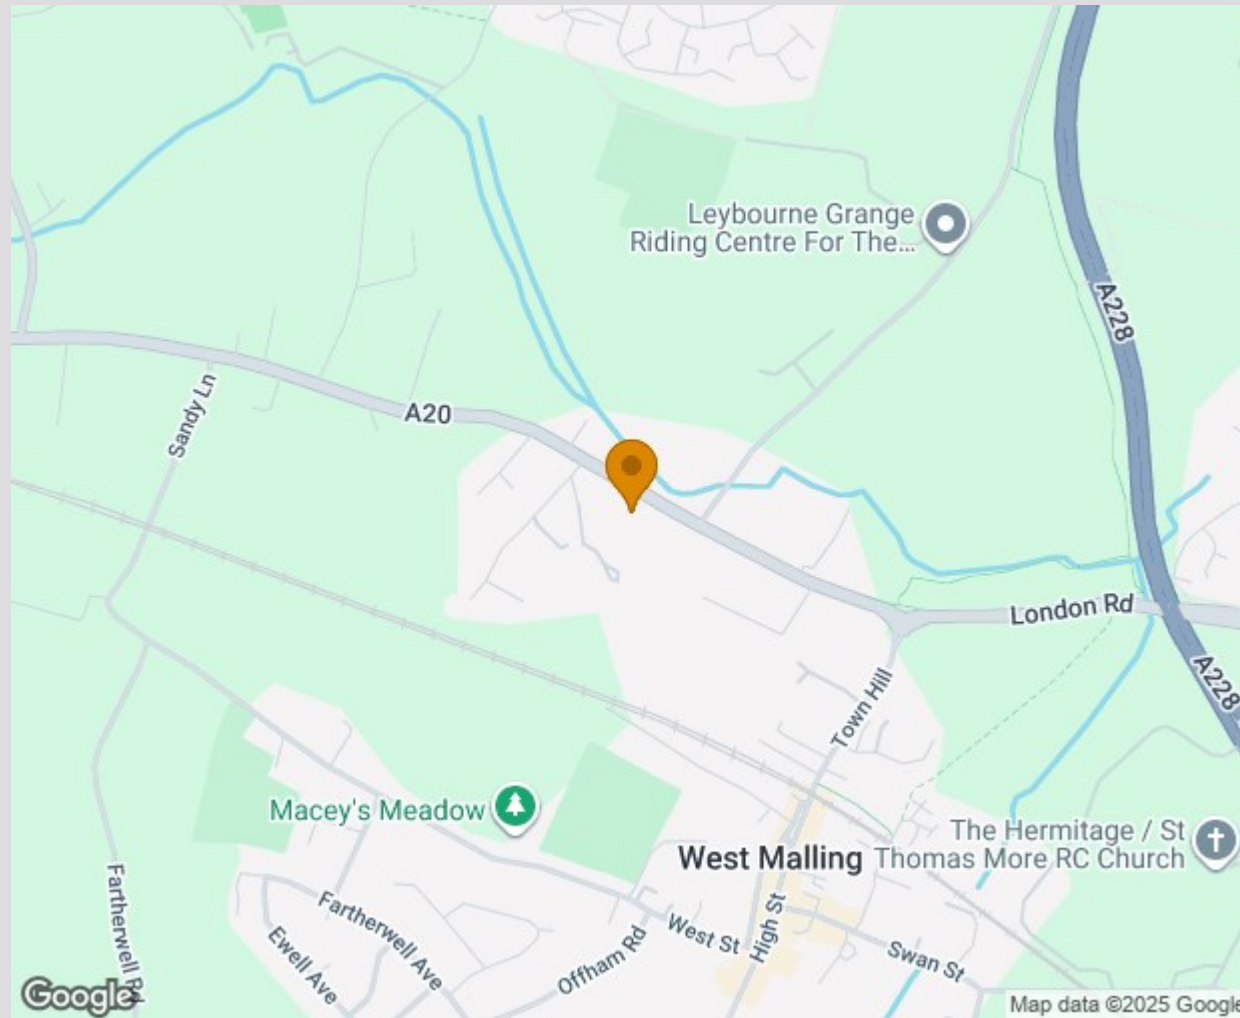 Leybourne Grange
Riding Centre For The...
A228
Sandy Ln
A20
London Rd
A228
Town Hill
Macey's Meadow
The Hermitage / St
Thomas More RC Church
West Malling
Fartherwell Rd
Fartherwell Ave
Ewell Ave
Offham Rd
West St
High St
Swan St
Google
Map data ©2025 Google